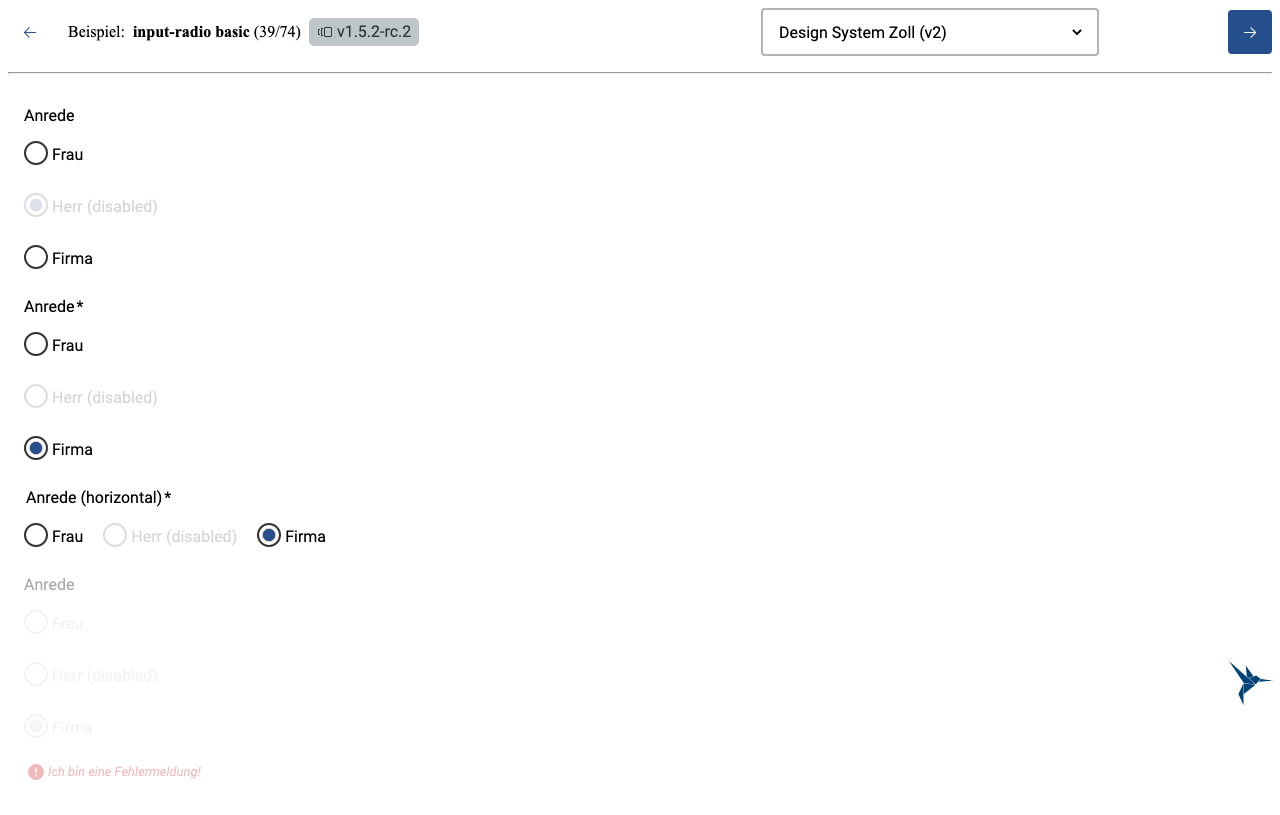 Beispiel: input-radio basic (39/74) v1.5.2-rc.2 Design System Zoll (v2)
Anrede
Frau
Herr (disabled)
Firma
Anrede*
Frau
Herr (disabled)
Firma
Anrede (horizontal)*
Frau Herr (disabled) Firma
Anrede
Frau
Herr (disabled)
Firma
Ich bin eine Fehlermeldung!